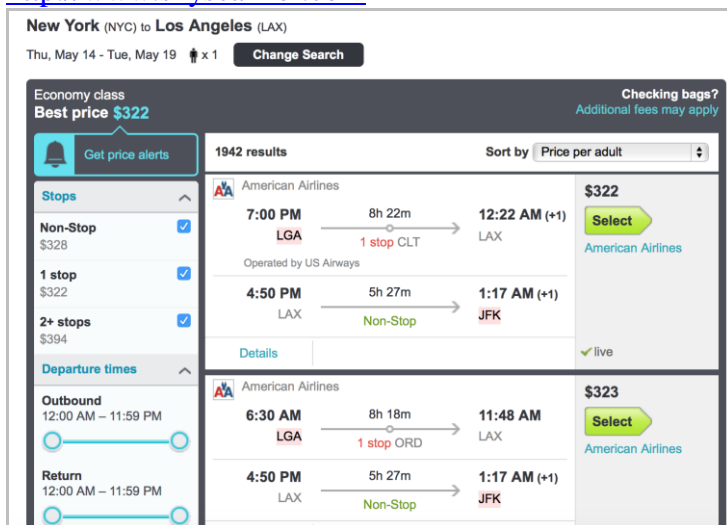 New York (NYC) to Los Angeles (LAX)
Thu, May 14 - Tue, May 19 x 1 Change Search
Economy class
Best price $322
Checking bags?
Additional fees may apply
Get price alerts
1942 results
Sort by Price per adult
Stops
Non-Stop
$328
1 stop
$322
2+ stops
$394
Departure times
Outbound
12:00 AM – 11:59 PM
Return
12:00 AM – 11:59 PM
AA American Airlines
7:00 PM 8h 22m 12:22 AM (+1)
LGA 1 stop CLT LAX
Operated by US Airways
4:50 PM 5h 27m 1:17 AM (+1)
LAX Non-Stop JFK
Details
$322
Select
American Airlines
live
AA American Airlines
6:30 AM 8h 18m 11:48 AM
LGA 1 stop ORD LAX
4:50 PM 5h 27m 1:17 AM (+1)
LAX Non-Stop JFK
$323
Select
American Airlines